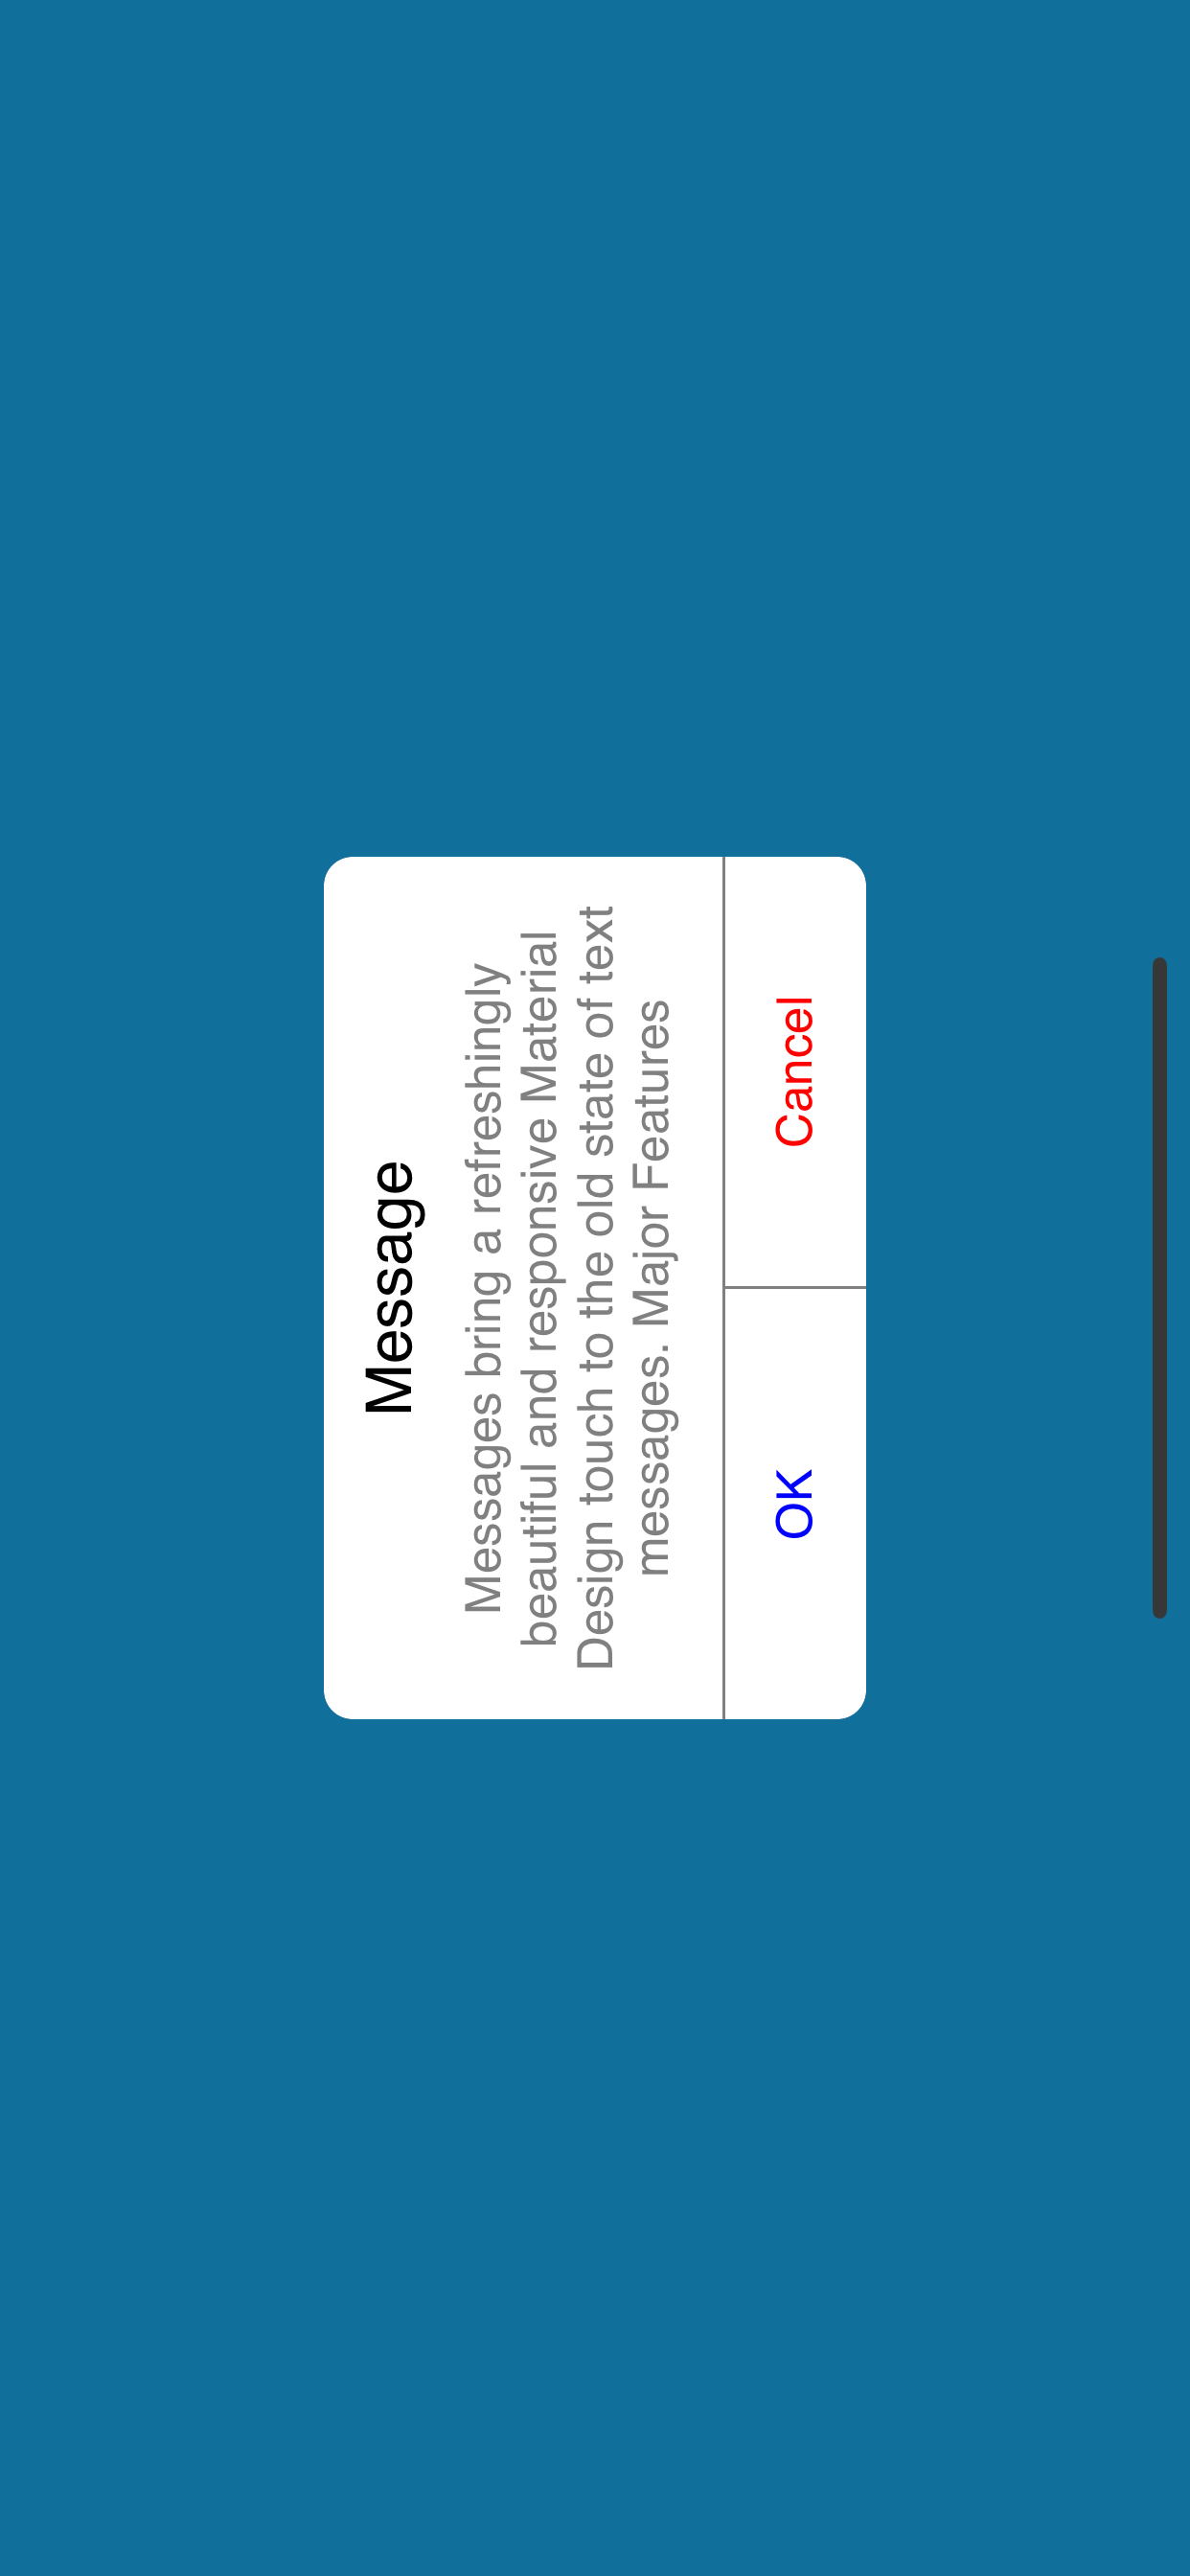 Message
Messages bring a refreshingly
beautiful and responsive Material
Design touch to the old state of text
messages. Major Features
OK
Cancel